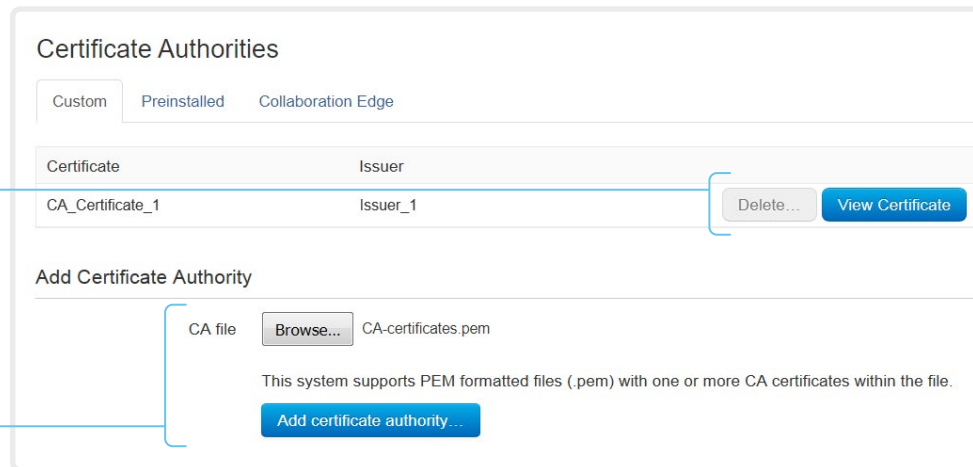 Certificate Authorities
Custom Preinstalled Collaboration Edge
Certificate Issuer
CA_Certificate_1 Issuer_1 Delete... View Certificate
Add Certificate Authority
CA file Browse... CA-certificates.pem
This system supports PEM formatted files (.pem) with one or more CA certificates within the file.
Add certificate authority...